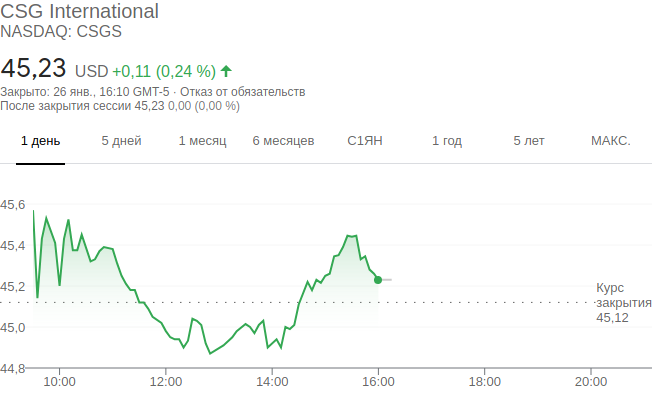 CSG International
NASDAQ: CSGS
45,23 USD +0,11 (0,24 %)
Закрыто: 26 янв., 16:10 GMT-5 · Отказ от обязательств
После закрытия сессии 45,23 0,00 (0,00 %)
1 день 5 дней 1 месяц 6 месяцев С1ЯН 1 год 5 лет МАКС.
45,6
45,4
45,2
45,0
44,8
Курс
закрытия
45,12
10:00 12:00 14:00 16:00 18:00 20:00